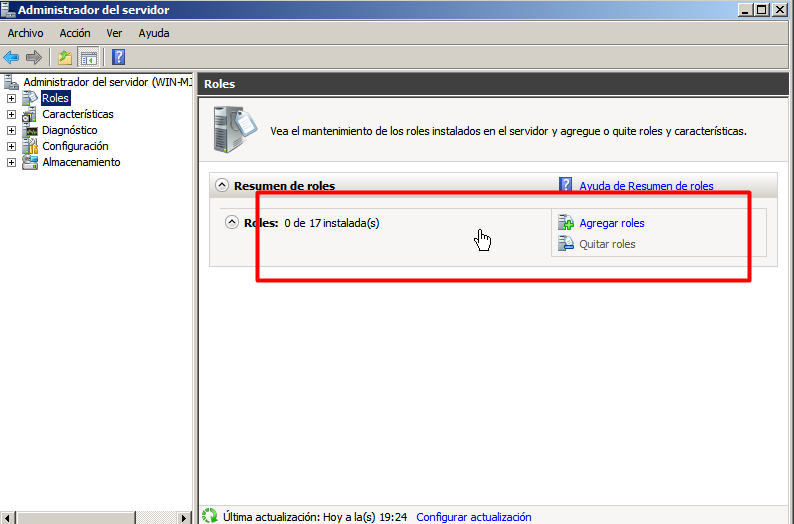 Administrador del servidor
Archivo Acción Ver Ayuda
Administrador del servidor (WIN-MJ
Roles
Características
Diagnóstico
Configuración
Almacenamiento
Roles
Vea el mantenimiento de los roles instalados en el servidor y agregue o quite roles y características.
Resumen de roles
Ayuda de Resumen de roles
Roles: 0 de 17 instalada(s)
Agregar roles
Quitar roles
Última actualización: Hoy a la(s) 19:24 Configurar actualización